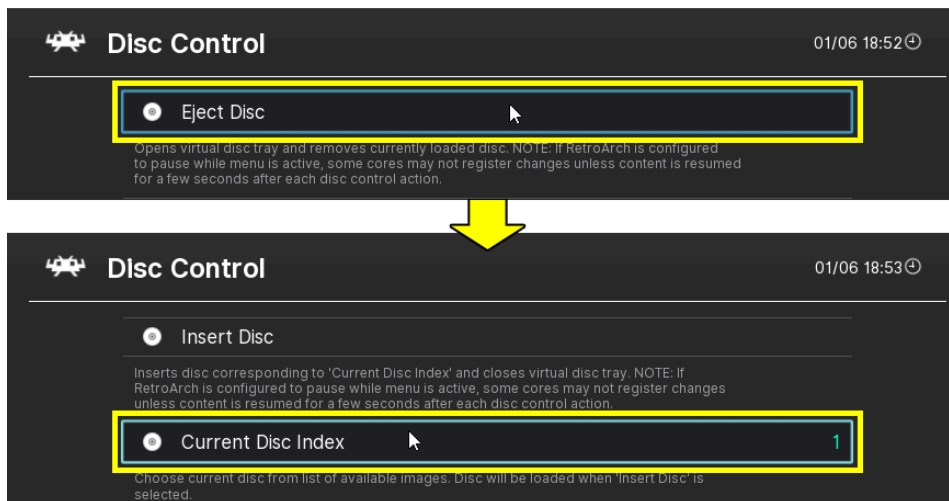 Disc Control
01/06 18:52
Eject Disc
Opens virtual disc tray and removes currently loaded disc. NOTE: If RetroArch is configured
to pause while menu is active, some cores may not register changes unless content is resumed
for a few seconds after each disc control action.
Disc Control
01/06 18:53
Insert Disc
Inserts disc corresponding to 'Current Disc Index' and closes virtual disc tray. NOTE: If
RetroArch is configured to pause while menu is active, some cores may not register changes
unless content is resumed for a few seconds after each disc control action.
Current Disc Index 1
Choose current disc from list of available images. Disc will be loaded when 'Insert Disc' is
selected.